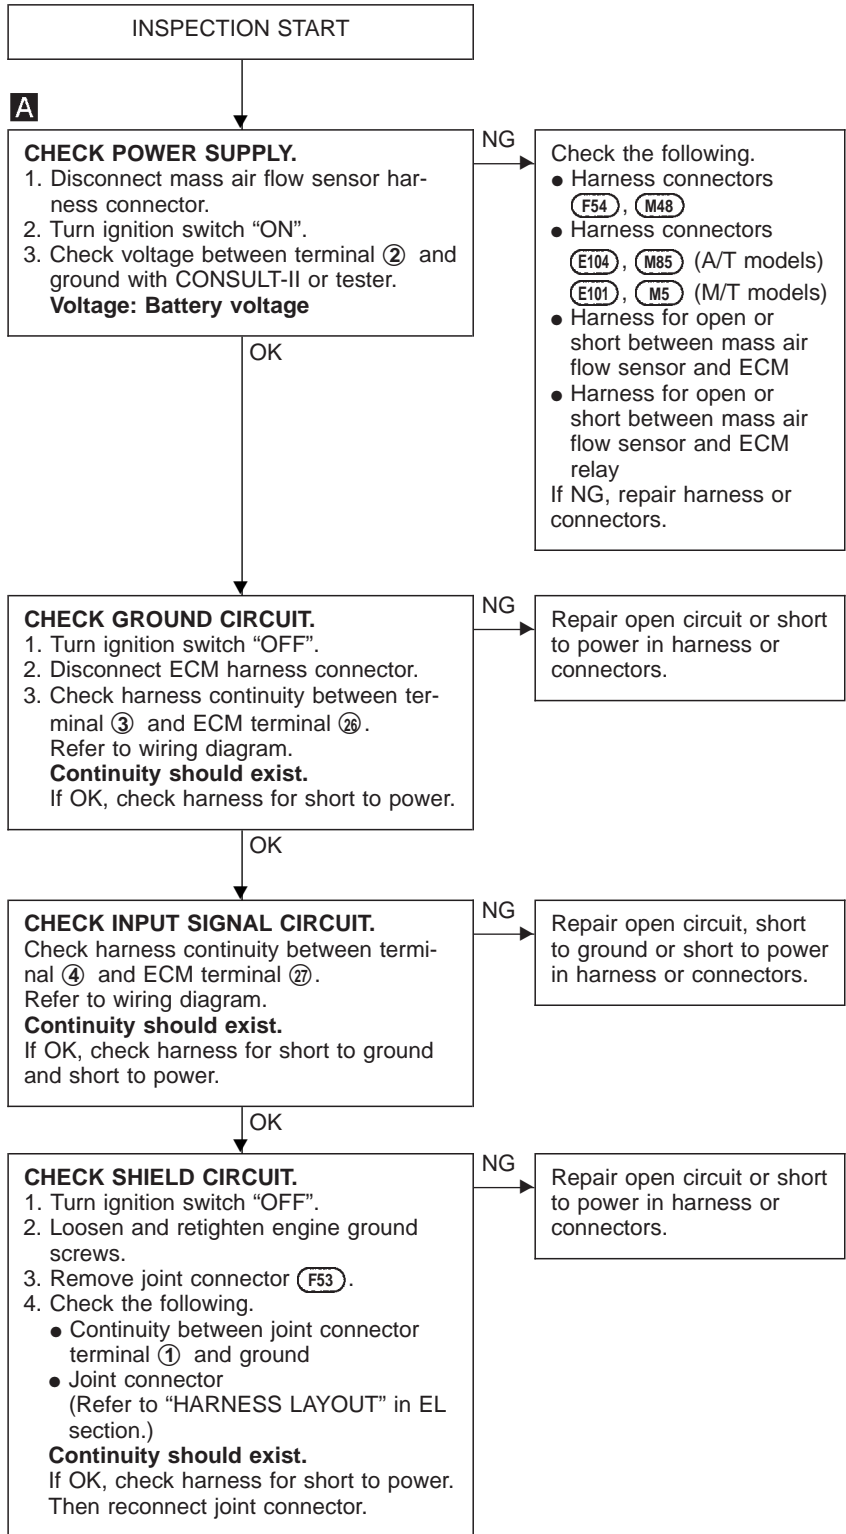 INSPECTION START
A
CHECK POWER SUPPLY.
1. Disconnect mass air flow sensor har-
ness connector.
2. Turn ignition switch “ON”.
3. Check voltage between terminal ② and
ground with CONSULT-II or tester.
Voltage: Battery voltage
NG
Check the following.
● Harness connectors
F54, M48
● Harness connectors
E104, M85 (A/T models)
E101, M5 (M/T models)
● Harness for open or
short between mass air
flow sensor and ECM
● Harness for open or
short between mass air
flow sensor and ECM
relay
If NG, repair harness or
connectors.
OK
CHECK GROUND CIRCUIT.
1. Turn ignition switch “OFF”.
2. Disconnect ECM harness connector.
3. Check harness continuity between ter-
minal ③ and ECM terminal ㉖.
Refer to wiring diagram.
Continuity should exist.
If OK, check harness for short to power.
NG
Repair open circuit or short
to power in harness or
connectors.
OK
CHECK INPUT SIGNAL CIRCUIT.
Check harness continuity between termi-
nal ④ and ECM terminal ㉗.
Refer to wiring diagram.
Continuity should exist.
If OK, check harness for short to ground
and short to power.
NG
Repair open circuit, short
to ground or short to power
in harness or connectors.
OK
CHECK SHIELD CIRCUIT.
1. Turn ignition switch “OFF”.
2. Loosen and retighten engine ground
screws.
3. Remove joint connector F53.
4. Check the following.
● Continuity between joint connector
terminal ① and ground
● Joint connector
(Refer to “HARNESS LAYOUT” in EL
section.)
Continuity should exist.
If OK, check harness for short to power.
Then reconnect joint connector.
NG
Repair open circuit or short
to power in harness or
connectors.